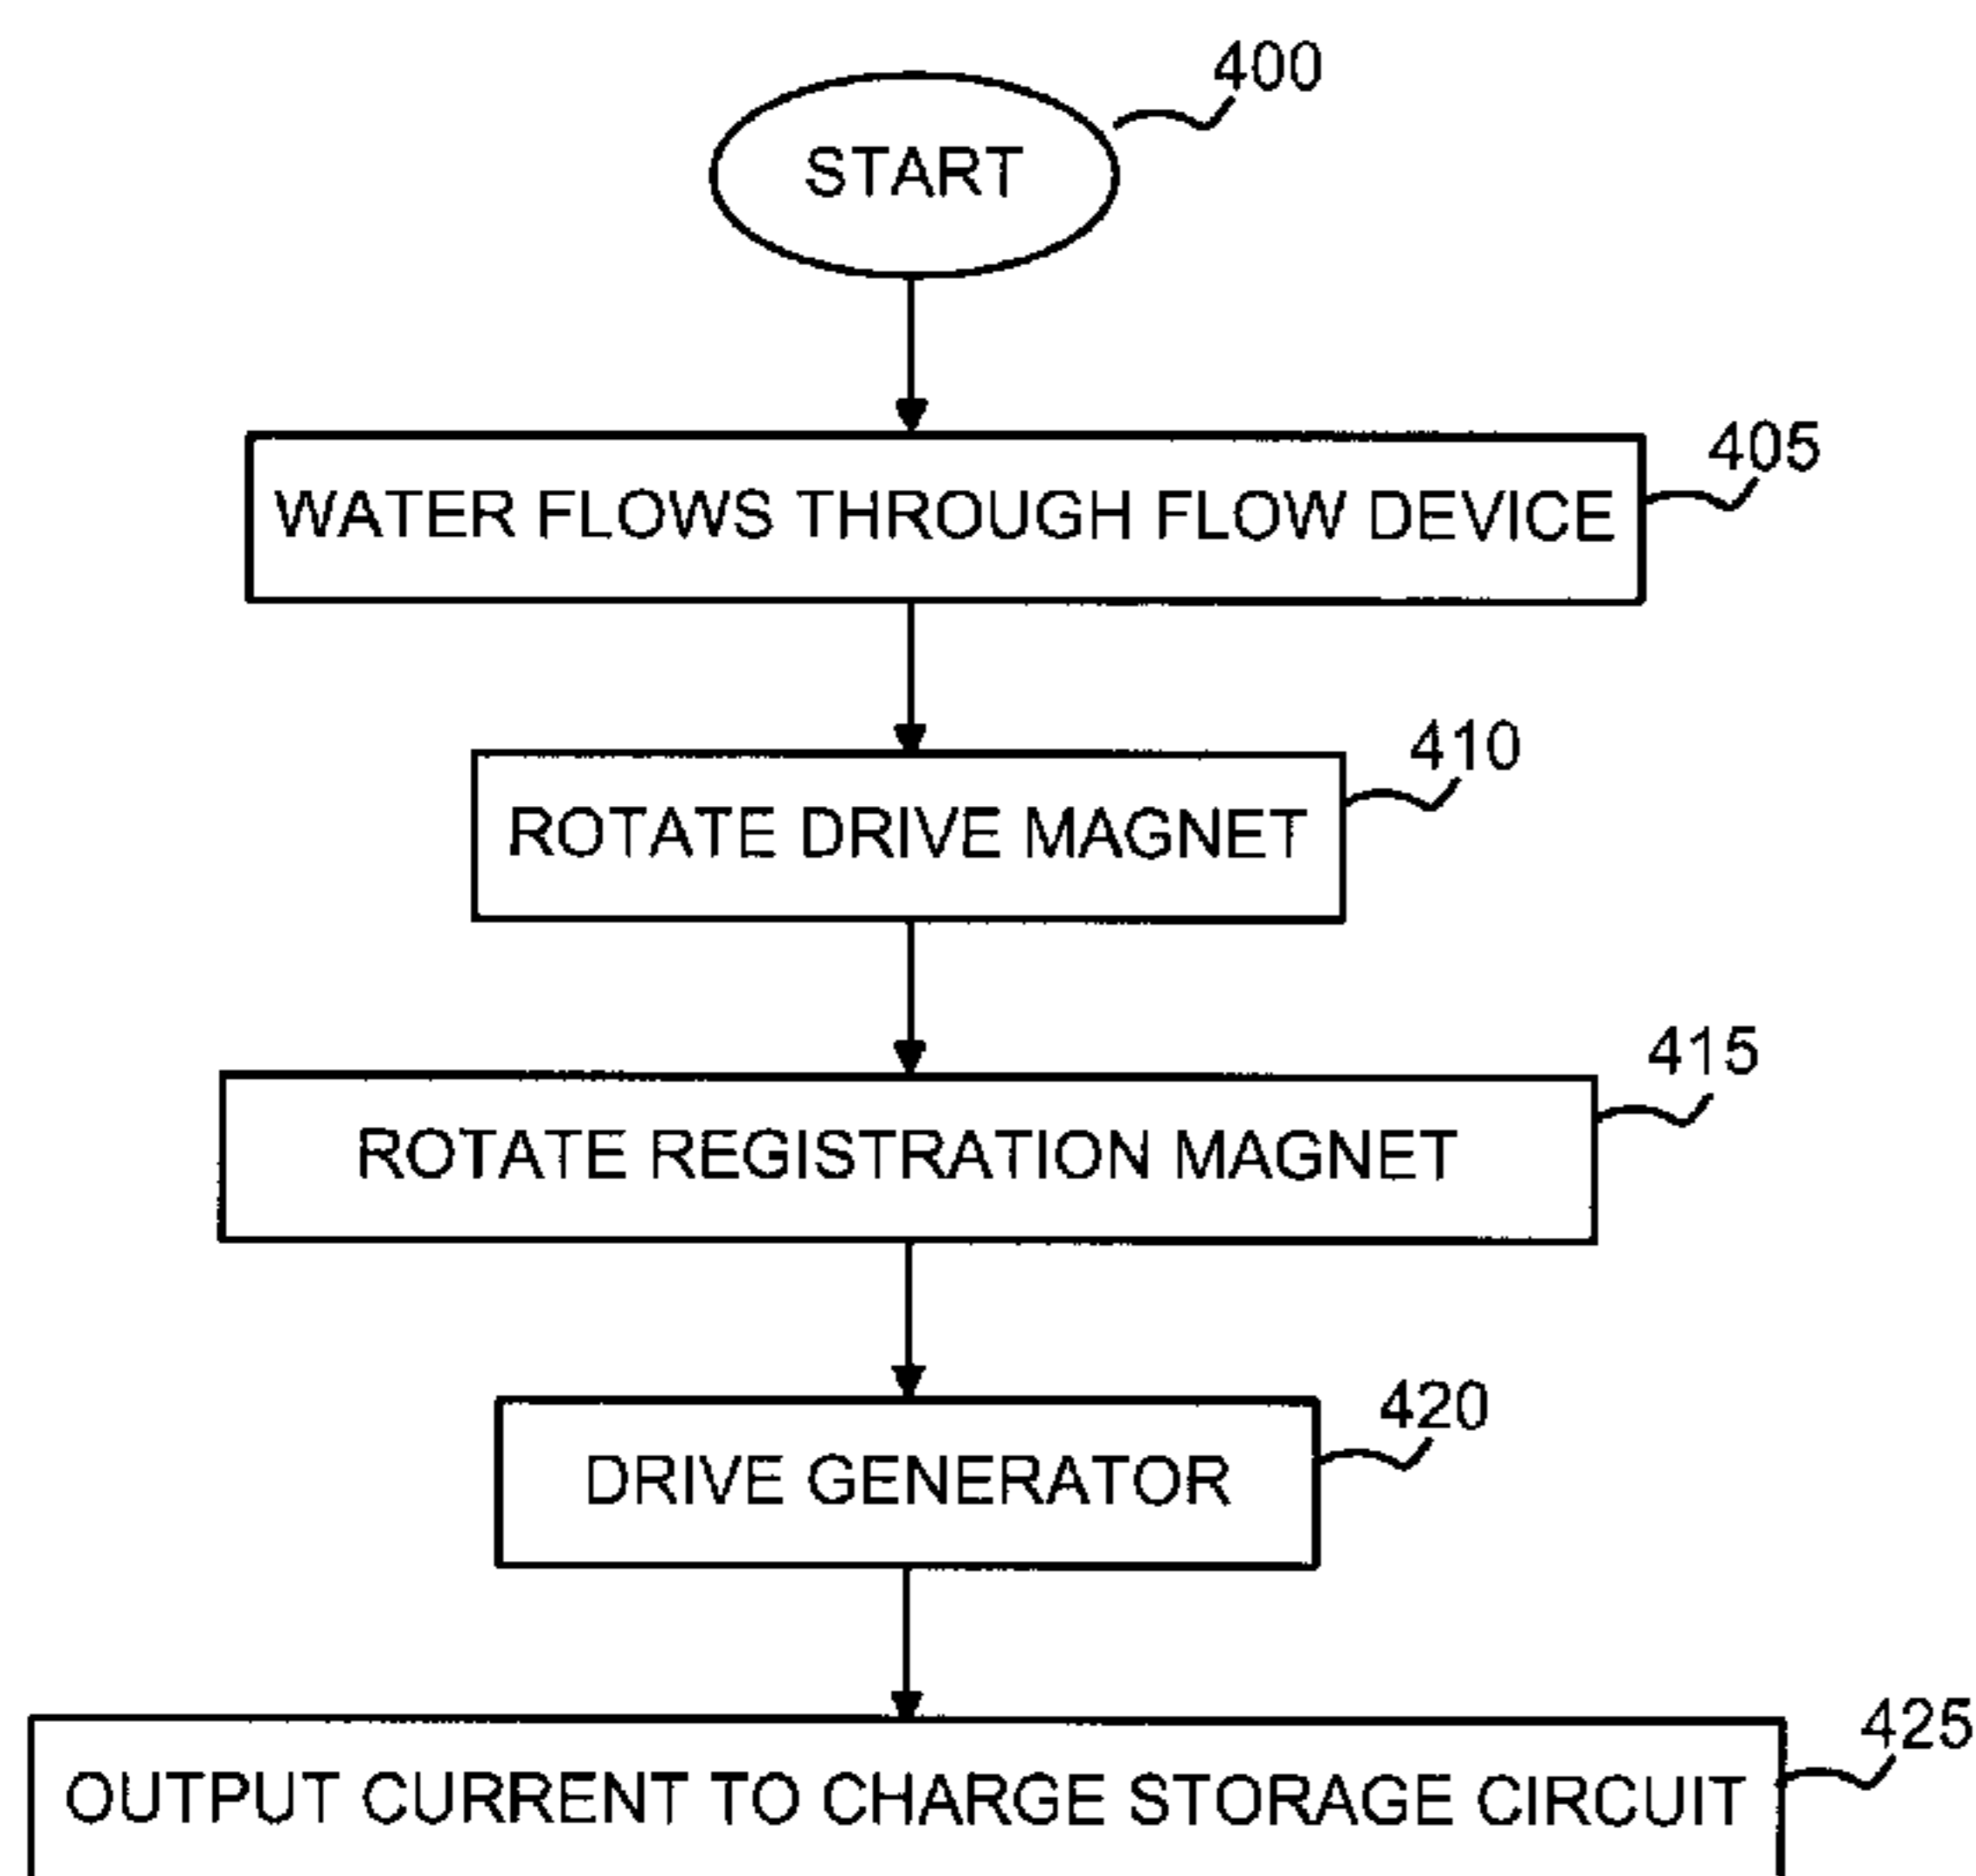 400
START
405
WATER FLOWS THROUGH FLOW DEVICE
410
ROTATE DRIVE MAGNET
415
ROTATE REGISTRATION MAGNET
420
DRIVE GENERATOR
425
OUTPUT CURRENT TO CHARGE STORAGE CIRCUIT